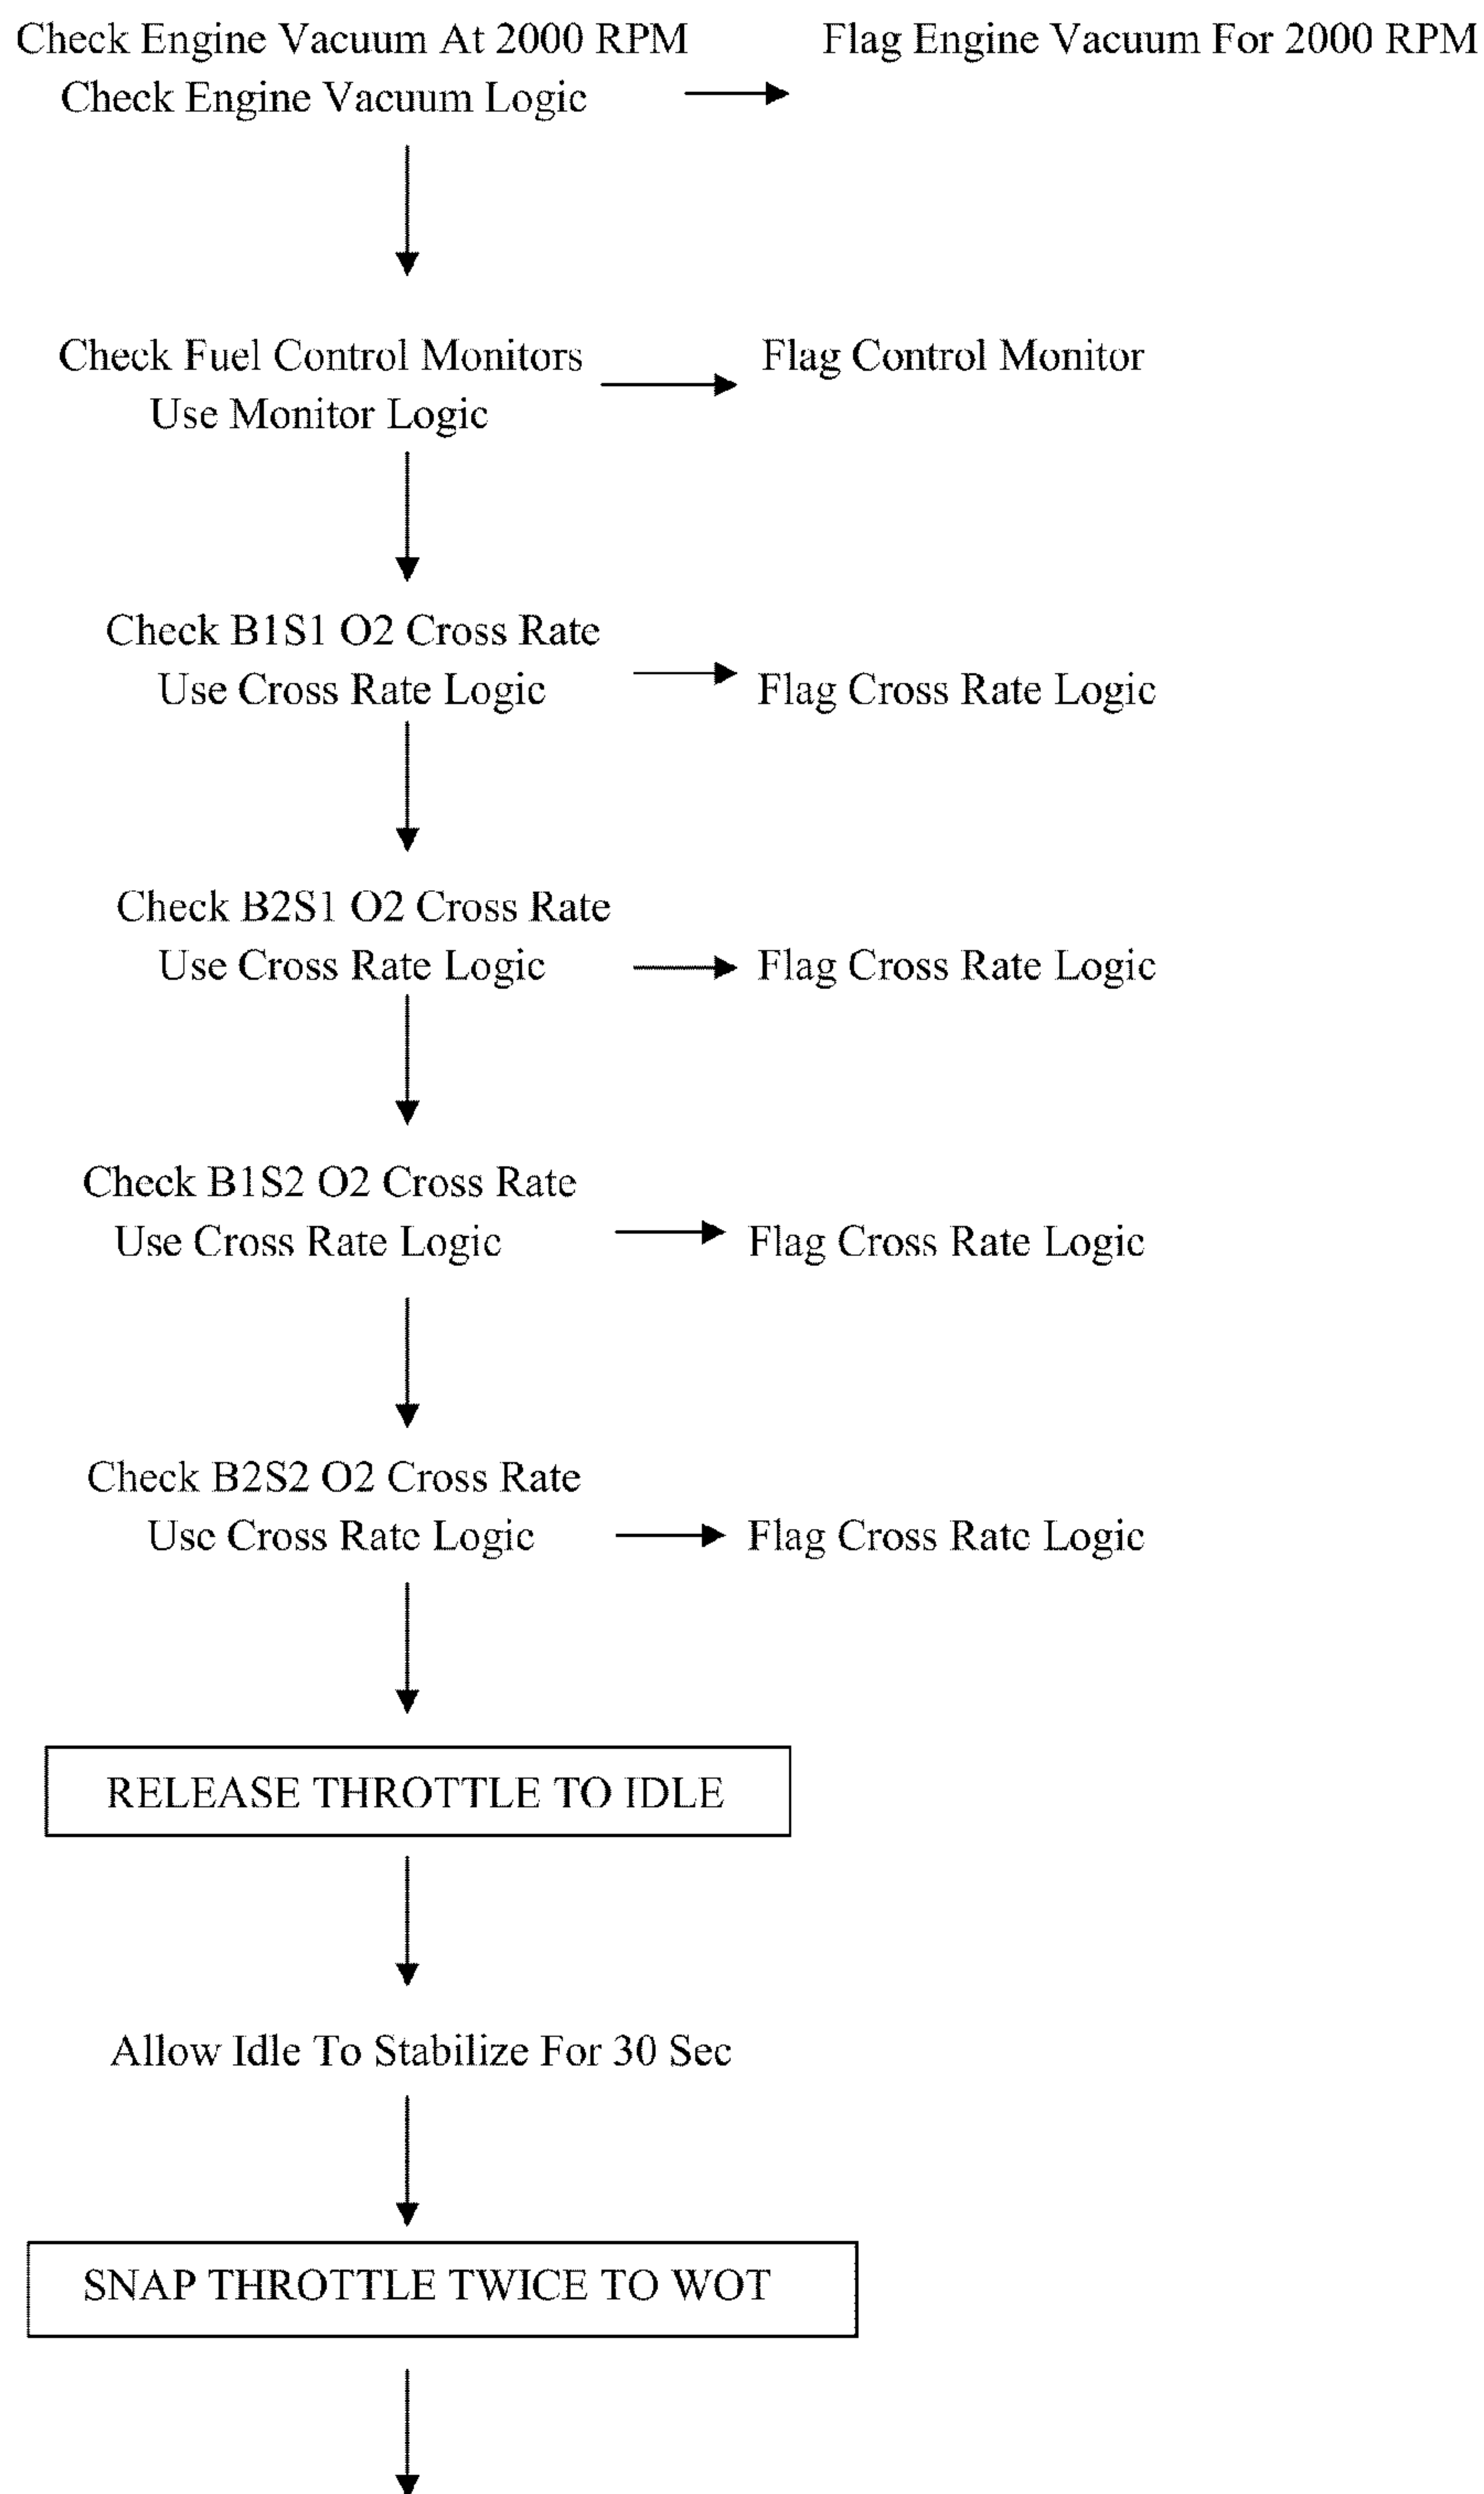 Check Engine Vacuum At 2000 RPM
Flag Engine Vacuum For 2000 RPM
Check Engine Vacuum Logic
Check Fuel Control Monitors
Flag Control Monitor
Use Monitor Logic
Check B1S1 O2 Cross Rate
Use Cross Rate Logic
Flag Cross Rate Logic
Check B2S1 O2 Cross Rate
Use Cross Rate Logic
Flag Cross Rate Logic
Check B1S2 O2 Cross Rate
Use Cross Rate Logic
Flag Cross Rate Logic
Check B2S2 O2 Cross Rate
Use Cross Rate Logic
Flag Cross Rate Logic
RELEASE THROTTLE TO IDLE
Allow Idle To Stabilize For 30 Sec
SNAP THROTTLE TWICE TO WOT